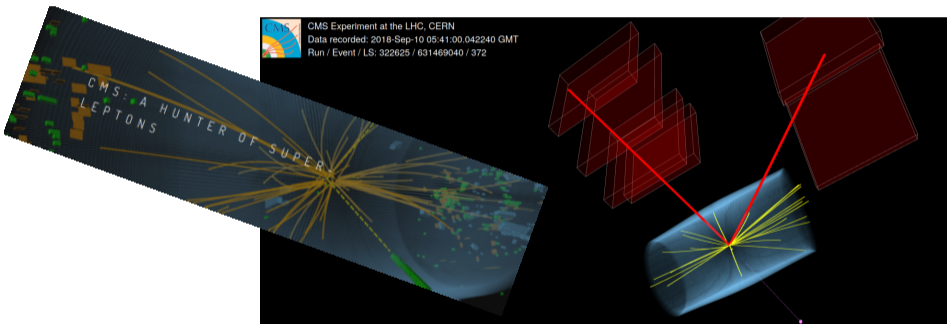 CMS: A HUNTER OF SUPER
LEPTONS
CMS
CMS Experiment at the LHC, CERN
Data recorded: 2018-Sep-10 05:41:00.042240 GMT
Run / Event / LS: 322625 / 631469040 / 372